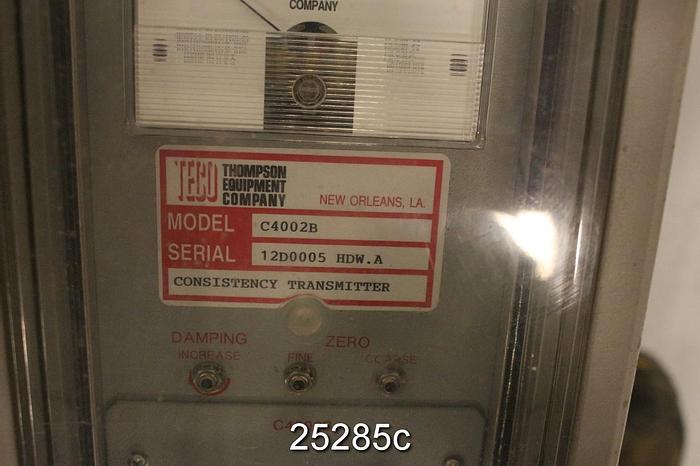 COMPANY
TECO THOMPSON
EQUIPMENT
COMPANY
NEW ORLEANS, LA.
MODEL C4002B
SERIAL 12D0005 HDW.A
CONSISTENCY TRANSMITTER
DAMPING ZERO
INCREASE FINE COARSE
25285c